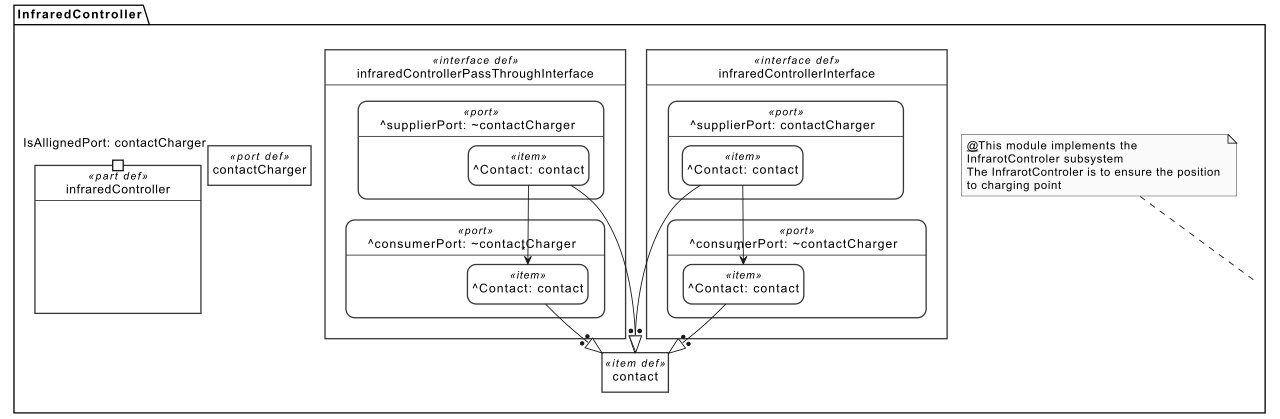 InfraredController
IsAllignedPort: contactCharger
«part def»
infraredController
«port def»
contactCharger
«interface def»
infraredControllerPassThroughInterface
«port»
^supplierPort: ~contactCharger
«item»
^Contact: contact
«port»
^consumerPort: ~contactCharger
«item»
^Contact: contact
«interface def»
infraredControllerInterface
«port»
^supplierPort: contactCharger
«item»
^Contact: contact
«port»
^consumerPort: ~contactCharger
«item»
^Contact: contact
«item def»
contact
@This module implements the
InfrarotControler subsystem
The InfrarotControler is to ensure the position
to charging point